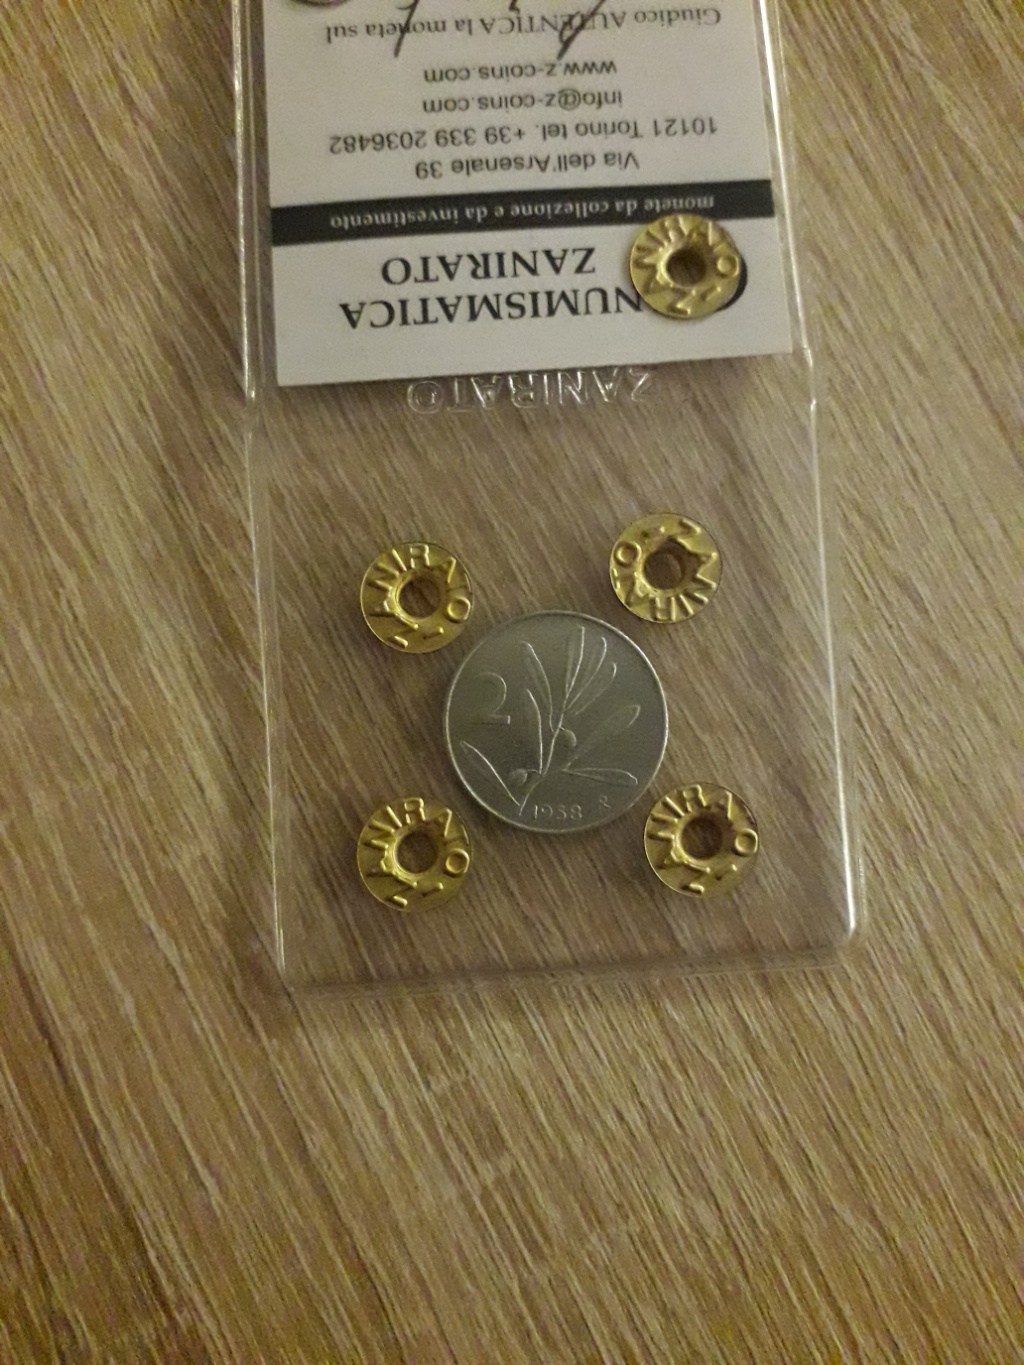 NUMISMATICA
ZANIRATO
monete da collezione e da investimento
Via dell'Arsenale 39
10121 Torino tel. +39 339 2036482
info@z-coins.com
www.z-coins.com
Giudico AUTENTICA la moneta sul
ZANIRATO
ZANIRATO
ZANIRATO
ZANIRATO
ZANIRATO
ZANIRATO
2
1958 R